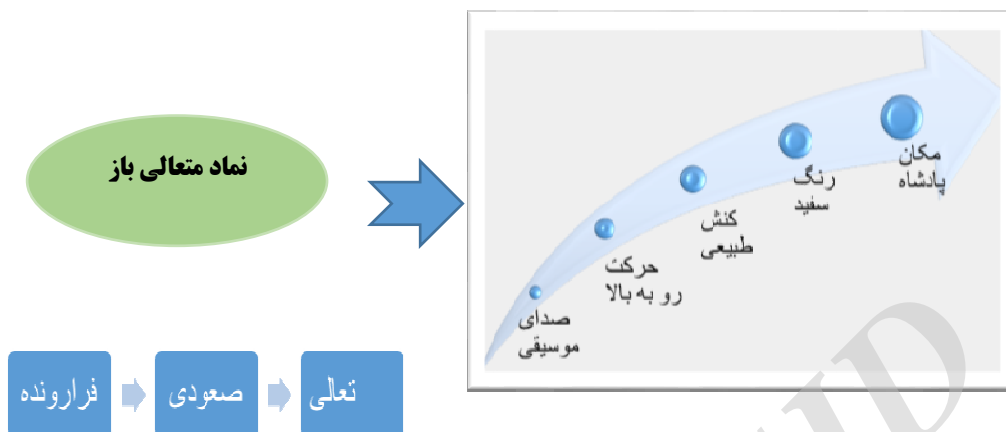 نماد متعالی باز
صدای
موسیقی
حرکت
رو به بالا
کنش
طبیعی
رنگ
سفید
مکان
پادشاه
فرارونده
صعودی
تعالی